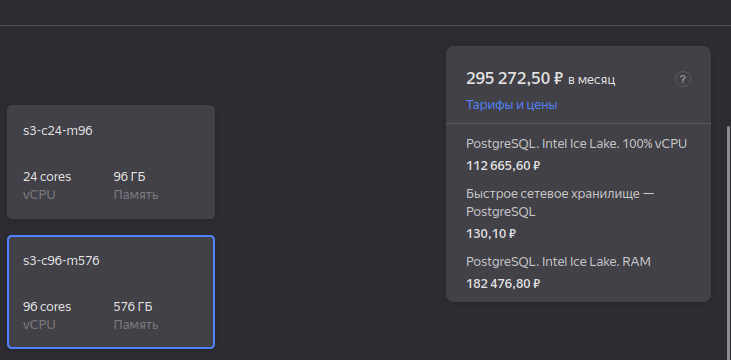 295 272,50 ₽ в месяц
?
Тарифы и цены
s3-c24-m96
24 cores 96 ГБ
vCPU Память
PostgreSQL. Intel Ice Lake. 100% vCPU
112 665,60 ₽
Быстрое сетевое хранилище —
PostgreSQL
130,10 ₽
PostgreSQL. Intel Ice Lake. RAM
182 476,80 ₽
s3-c96-m576
96 cores 576 ГБ
vCPU Память